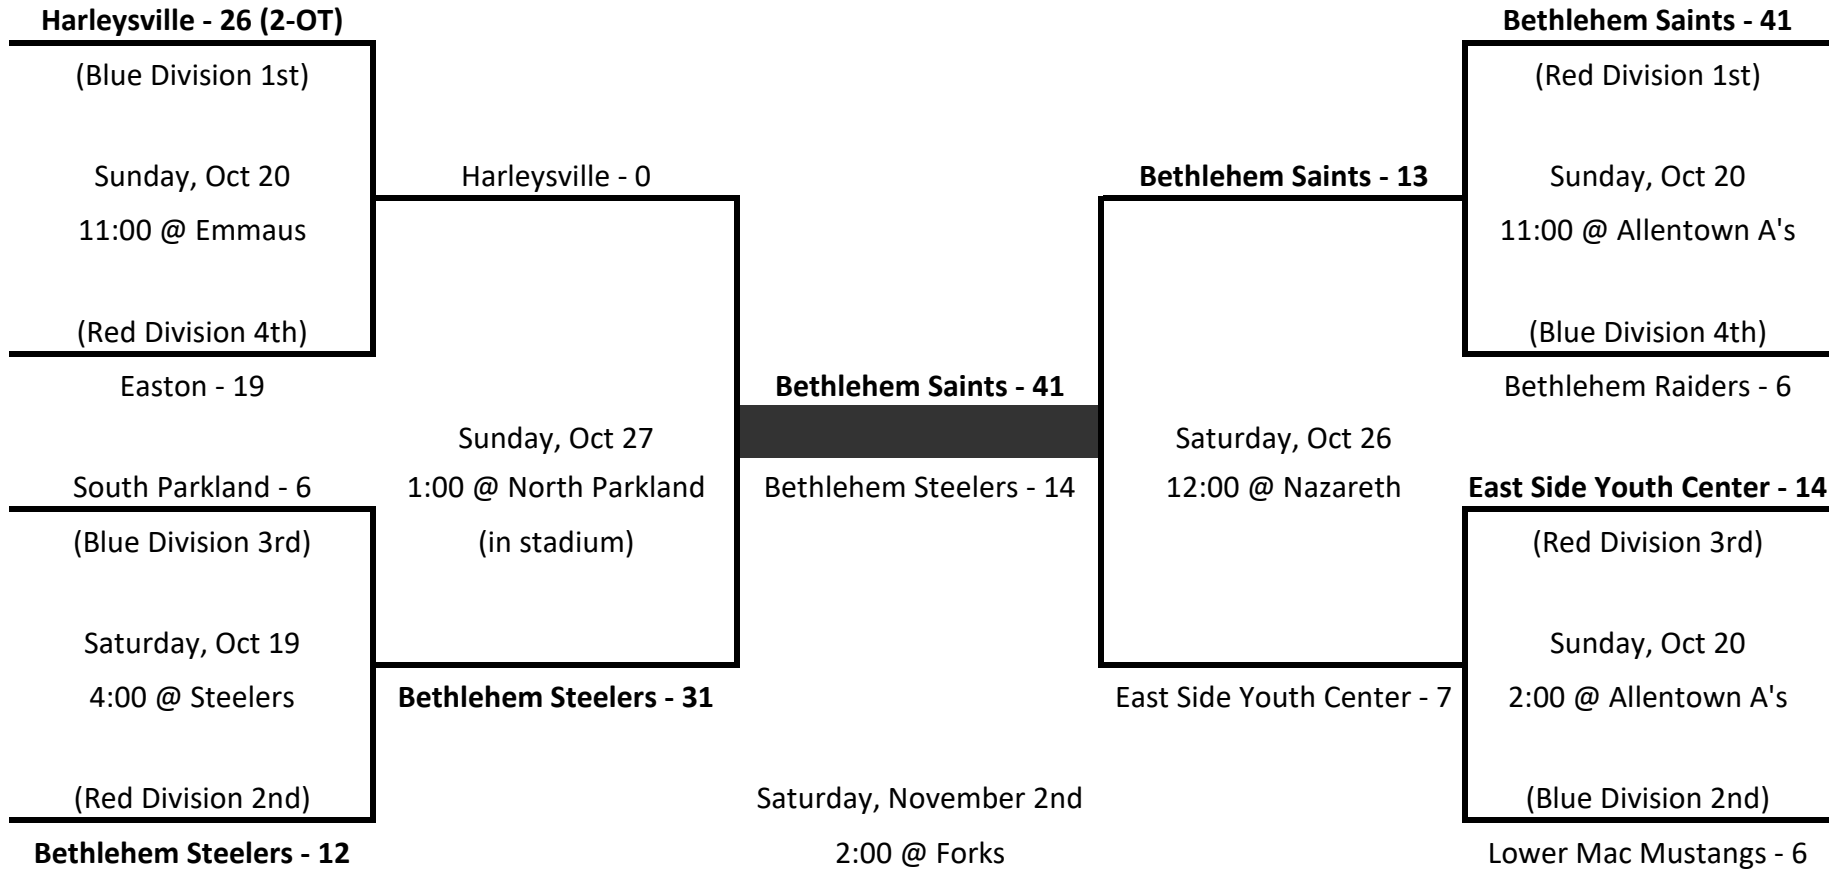 Harleysville - 26 (2-OT)
(Blue Division 1st)
Sunday, Oct 20
11:00 @ Emmaus
(Red Division 4th)
Easton - 19
South Parkland - 6
(Blue Division 3rd)
Saturday, Oct 19
4:00 @ Steelers
(Red Division 2nd)
Bethlehem Steelers - 12
Harleysville - 0
Sunday, Oct 27
1:00 @ North Parkland
(in stadium)
Bethlehem Steelers - 31
Bethlehem Saints - 41
Bethlehem Steelers - 14
Saturday, November 2nd
2:00 @ Forks
Bethlehem Saints - 13
Saturday, Oct 26
12:00 @ Nazareth
East Side Youth Center - 7
Bethlehem Saints - 41
(Red Division 1st)
Sunday, Oct 20
11:00 @ Allentown A's
(Blue Division 4th)
Bethlehem Raiders - 6
East Side Youth Center - 14
(Red Division 3rd)
Sunday, Oct 20
2:00 @ Allentown A's
(Blue Division 2nd)
Lower Mac Mustangs - 6